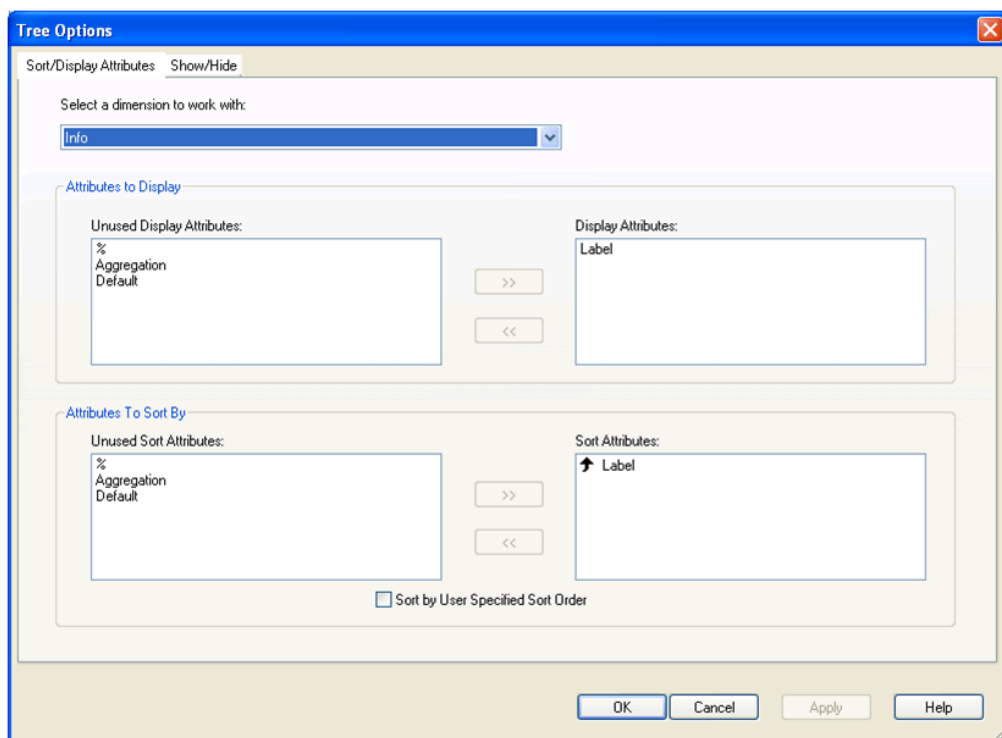 Tree Options
Sort/Display Attributes Show/Hide
Select a dimension to work with:
Info
Attributes to Display
Unused Display Attributes: Display Attributes:
% Label
Aggregation
Default
>>
<<
Attributes To Sort By
Unused Sort Attributes: Sort Attributes:
% Label
Aggregation
Default
>>
<<
Sort by User Specified Sort Order
OK Cancel Apply Help